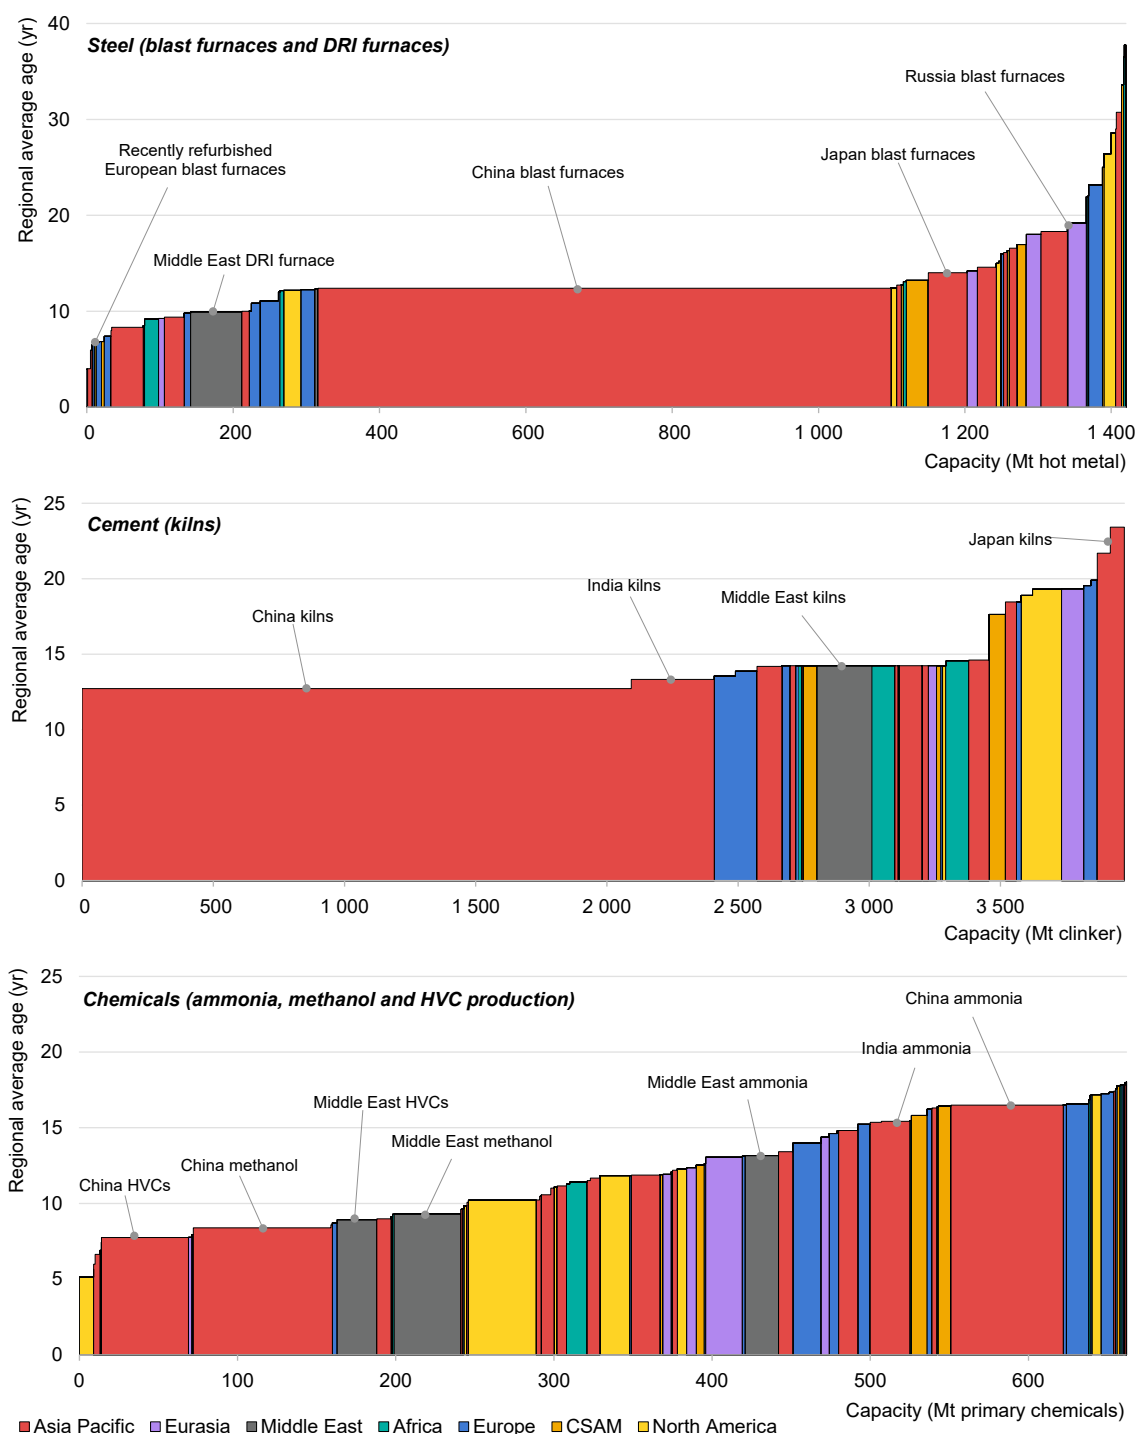 Regional average age (yr)
40
30
20
10
0
Steel (blast furnaces and DRI furnaces)
Russia blast furnaces
Recently refurbished
European blast furnaces
Japan blast furnaces
China blast furnaces
Middle East DRI furnace
0 200 400 600 800 1 000 1 200 1 400
Capacity (Mt hot metal)
Regional average age (yr)
25
20
15
10
5
0
Cement (kilns)
Japan kilns
India kilns
Middle East kilns
China kilns
0 500 1 000 1 500 2 000 2 500 3 000 3 500
Capacity (Mt clinker)
Regional average age (yr)
25
20
15
10
5
0
Chemicals (ammonia, methanol and HVC production)
China ammonia
India ammonia
Middle East ammonia
Middle East HVCs
Middle East methanol
China methanol
China HVCs
0 100 200 300 400 500 600
Capacity (Mt primary chemicals)
Asia Pacific Eurasia Middle East Africa Europe CSAM North America